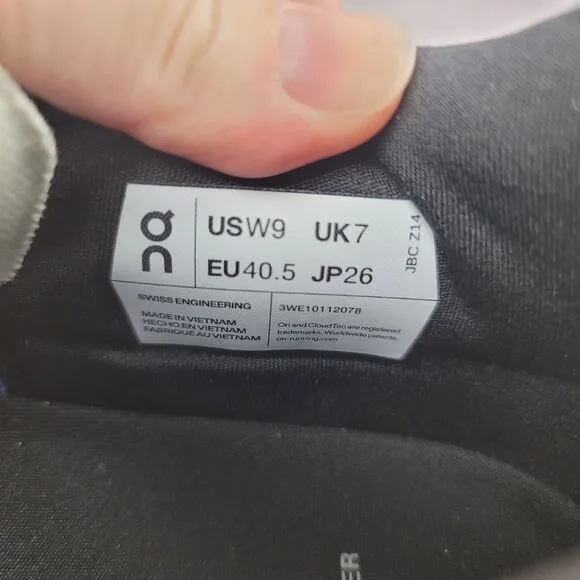 USW9 UK7
EU40.5 JP26
JBC Z14
SWISS ENGINEERING
3WE10112078
MADE IN VIETNAM
HECHO EN VIETNAM
FABRIQUÉ AU VIETNAM
On and CloudTec are registered
trademarks. Worldwide patents.
on-running.com
ER